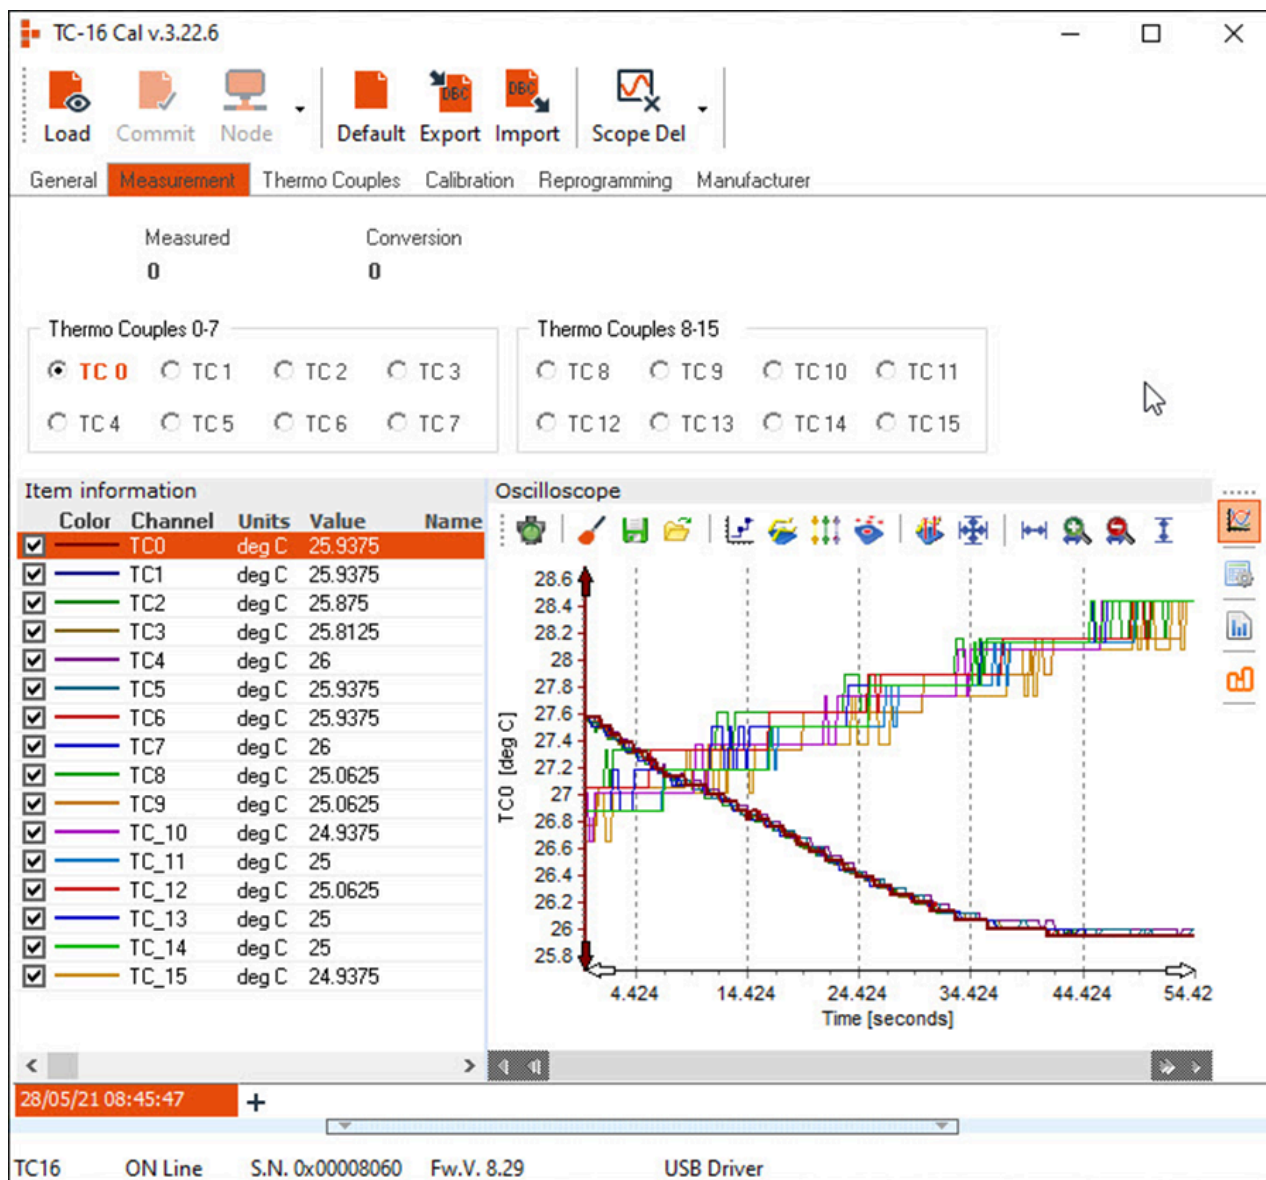 TC-16 Cal v.3.22.6
Load Commit Node Default Export Import Scope Del
DBC DBC
General Measurement Thermo Couples Calibration Reprogramming Manufacturer
Measured Conversion
0 0
Thermo Couples 0-7
TC 0 TC 1 TC 2 TC 3
TC 4 TC 5 TC 6 TC 7
Thermo Couples 8-15
TC 8 TC 9 TC 10 TC 11
TC 12 TC 13 TC 14 TC 15
Item information
Color Channel Units Value Name
TC0 deg C 25.9375
TC1 deg C 25.9375
TC2 deg C 25.875
TC3 deg C 25.8125
TC4 deg C 26
TC5 deg C 25.9375
TC6 deg C 25.9375
TC7 deg C 26
TC8 deg C 25.0625
TC9 deg C 25.0625
TC_10 deg C 24.9375
TC_11 deg C 25
TC_12 deg C 25.0625
TC_13 deg C 25
TC_14 deg C 25
TC_15 deg C 24.9375
Oscilloscope
TC0 [deg C]
28.6
28.4
28.2
28
27.8
27.6
27.4
27.2
27
26.8
26.6
26.4
26.2
26
25.8
4.424 14.424 24.424 34.424 44.424 54.42
Time [seconds]
28/05/21 08:45:47 +
TC16 ON Line S.N. 0x00008060 Fw.V. 8.29 USB Driver